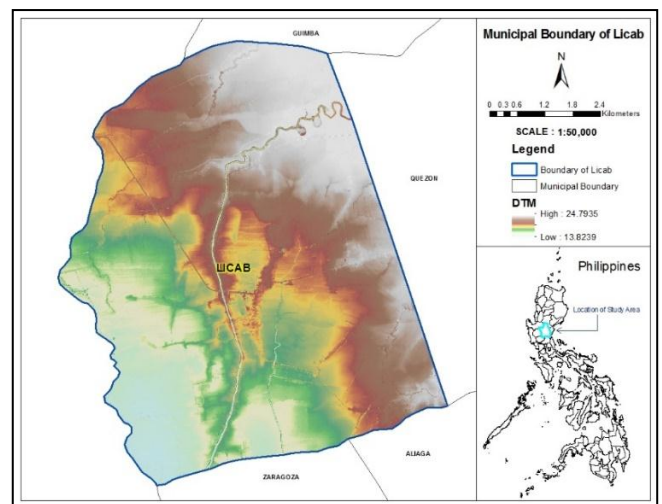 GUIMBA
QUEZON
LICAB
ALIAGA
ZARAGOZA
Municipal Boundary of Licab
N
0 0.3 0.6 1.2 1.8 2.4
Kilometers
SCALE : 1:50,000
Legend
Boundary of Licab
Municipal Boundary
DTM
High : 24.7935
Low : 13.8239
Philippines
Location of Study Area